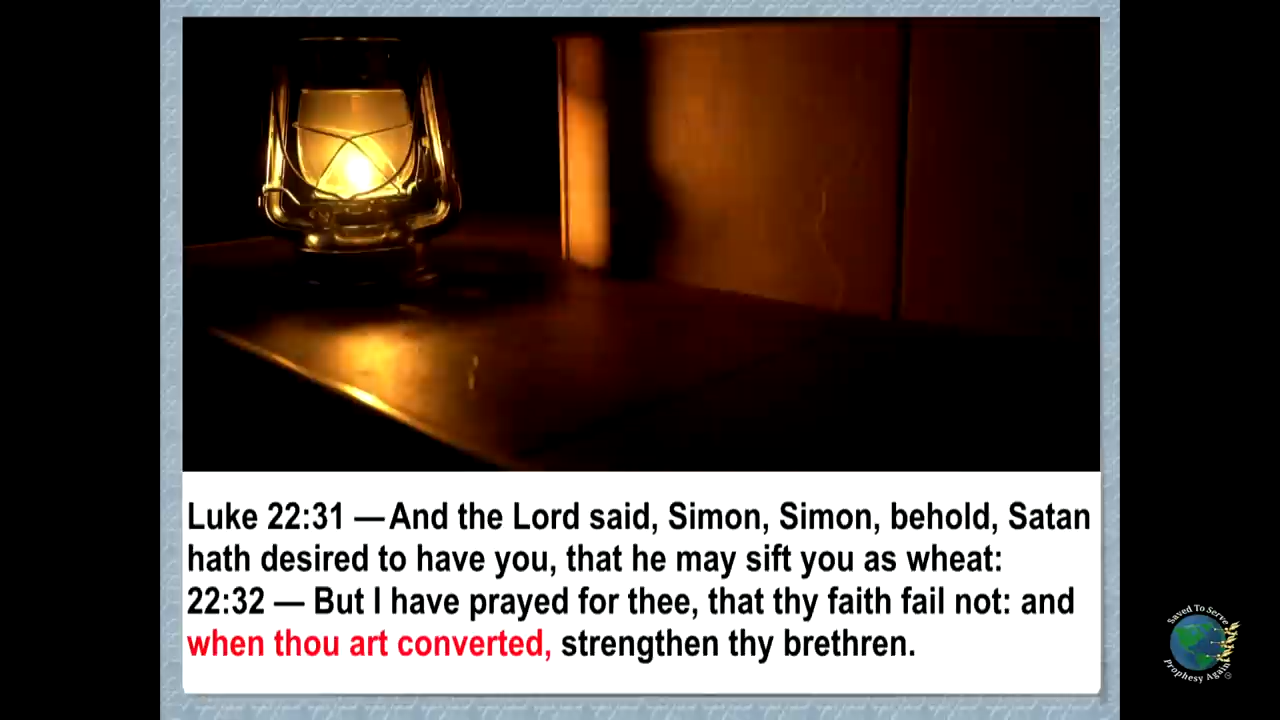 Luke 22:31 — And the Lord said, Simon, Simon, behold, Satan
hath desired to have you, that he may sift you as wheat:
22:32 — But I have prayed for thee, that thy faith fail not: and
when thou art converted, strengthen thy brethren.
Saved To Serve
Prophesy Again